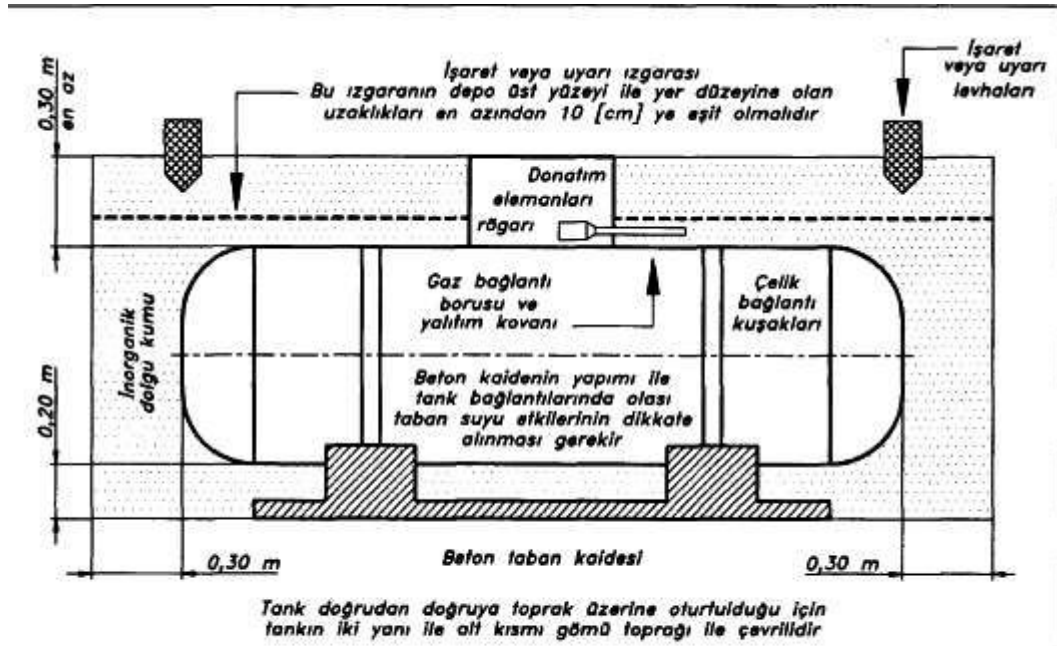 İşaret
veya uyarı
levhaları
0,30 m
en az
İşaret veya uyarı ızgarası
Bu ızgaranın depo üst yüzeyi ile yer düzeyine olan
uzaklıkları en azından 10 [cm] ye eşit olmalıdır
Donatım
elemanları
rögarı
Gaz bağlantı
borusu ve
yalıtım kovanı
Çelik
bağlantı
kuşakları
İnorganik
dolgu kumu
Beton kaidenin yapımı ile
tank bağlantılarında olası
taban suyu etkilerinin dikkate
alınması gerekir
0,20 m
0,30 m
Beton taban kaidesi
0,30 m
Tank doğrudan doğruya toprak üzerine oturtulduğu için
tankın iki yanı ile alt kısmı gömü toprağı ile çevrilidir